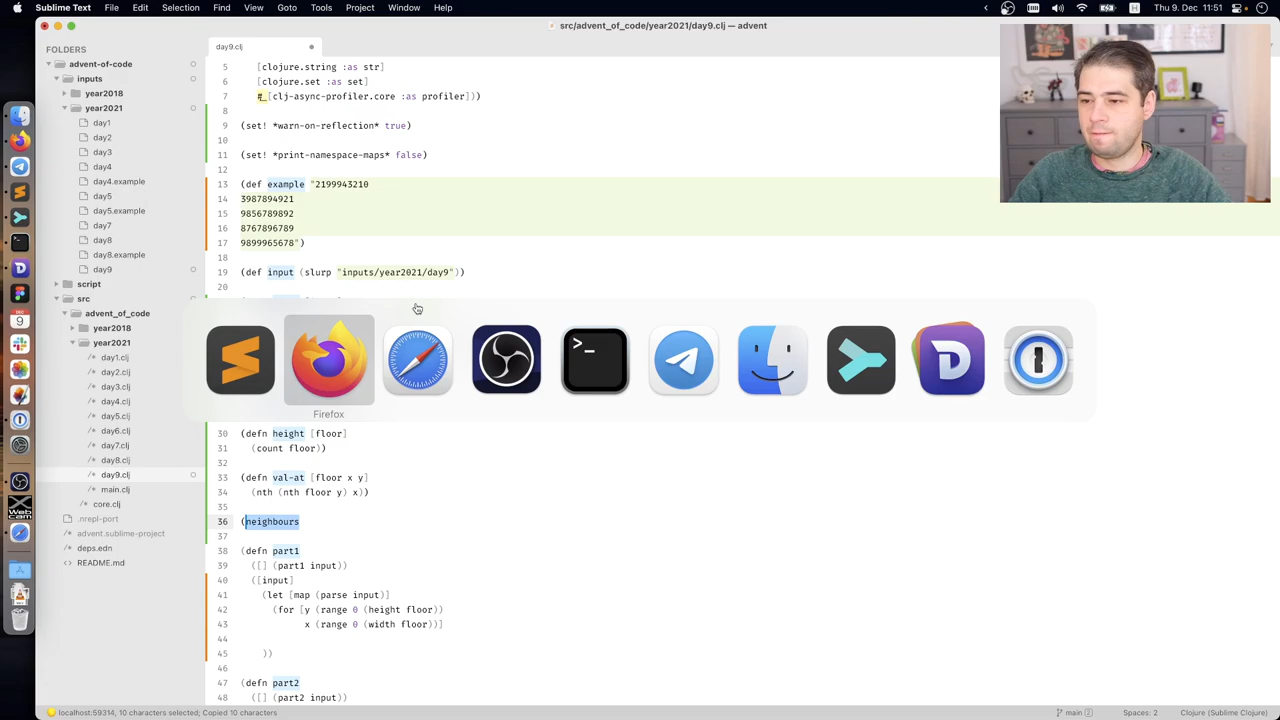 Sublime Text File Edit Selection Find View Goto Tools Project Window Help
Thu 9. Dec 11:51
src/advent_of_code/year2021/day9.clj — advent
FOLDERS
advent-of-code
inputs
year2018
year2021
day1
day2
day3
day4
day4.example
day5
day5.example
day7
day8
day8.example
day9
script
src
advent_of_code
year2018
year2021
/* day1.clj
/* day2.clj
/* day3.clj
/* day4.clj
/* day5.clj
/* day6.clj
/* day7.clj
/* day8.clj
/* day9.clj
/* main.clj
/* core.clj
.nrepl-port
advent.sublime-project
deps.edn
README.md
day9.clj
5 [clojure.string :as str]
6 [clojure.set :as set]
7 #_[clj-async-profiler.core :as profiler]))
8
9 (set! *warn-on-reflection* true)
10
11 (set! *print-namespace-maps* false)
12
13 (def example "2199943210
14 3987894921
15 9856789892
16 8767896789
17 9899965678")
18
19 (def input (slurp "inputs/year2021/day9"))
20
Firefox
30 (defn height [floor]
31 (count floor))
32
33 (defn val-at [floor x y]
34 (nth (nth floor y) x))
35
36 (neighbours
37
38 (defn part1
39 ([] (part1 input))
40 ([input]
41 (let [map (parse input)]
42 (for [y (range 0 (height floor))
43 x (range 0 (width floor))]
44
45 ))
46
47 (defn part2
48 ([] (part2 input))
localhost:59314, 10 characters selected; Copied 10 characters
main 2
Spaces: 2
Clojure (Sublime Clojure)